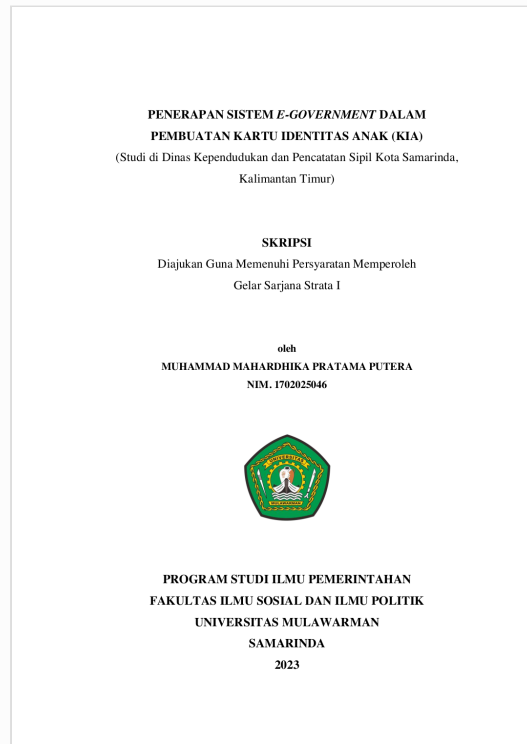 PENERAPAN SISTEM E-GOVERNMENT DALAM
PEMBUATAN KARTU IDENTITAS ANAK (KIA)
(Studi di Dinas Kependudukan dan Pencatatan Sipil Kota Samarinda,
Kalimantan Timur)
SKRIPSI
Diajukan Guna Memenuhi Persyaratan Memperoleh
Gelar Sarjana Strata I
oleh
MUHAMMAD MAHARDHIKA PRATAMA PUTERA
NIM. 1702025046
UNIVERSITAS
MULAWARMAN
PROGRAM STUDI ILMU PEMERINTAHAN
FAKULTAS ILMU SOSIAL DAN ILMU POLITIK
UNIVERSITAS MULAWARMAN
SAMARINDA
2023